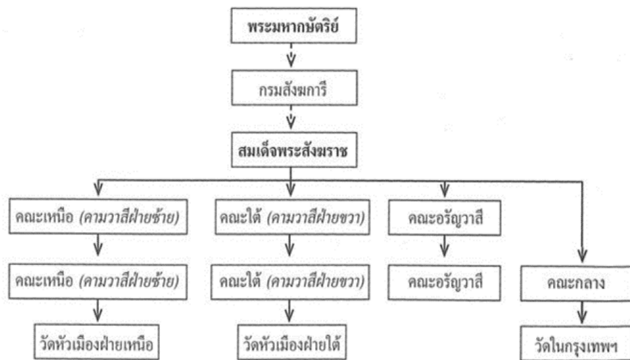 พระมหากษัตริย์
กรมสังฆการี
สมเด็จพระสังฆราช
คณะเหนือ (คามวาสีฝ่ายซ้าย) คณะใต้ (คามวาสีฝ่ายขวา) คณะอรัญวาสี
คณะเหนือ (คามวาสีฝ่ายซ้าย) คณะใต้ (คามวาสีฝ่ายขวา) คณะอรัญวาสี คณะกลาง
วัดหัวเมืองฝ่ายเหนือ วัดหัวเมืองฝ่ายใต้ วัดในกรุงเทพฯ